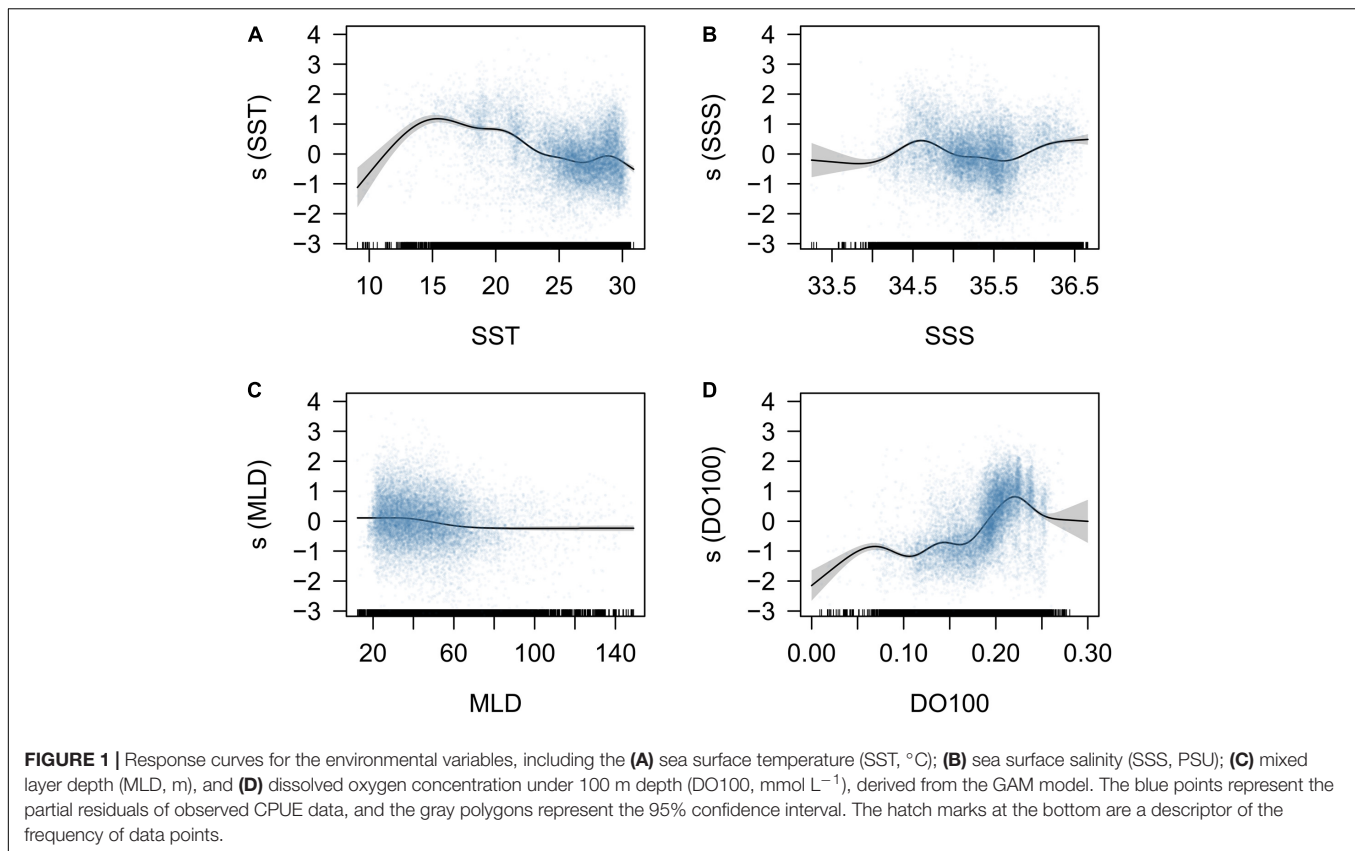 A
4
3
2
1
0
−1
−2
−3
s (SST)
10 15 20 25 30
SST
B
4
3
2
1
0
−1
−2
−3
s (SSS)
33.5 34.5 35.5 36.5
SSS
C
4
3
2
1
0
−1
−2
−3
s (MLD)
20 60 100 140
MLD
D
4
3
2
1
0
−1
−2
−3
s (DO100)
0.00 0.10 0.20 0.30
DO100
FIGURE 1 | Response curves for the environmental variables, including the (A) sea surface temperature (SST, °C); (B) sea surface salinity (SSS, PSU); (C) mixed
layer depth (MLD, m), and (D) dissolved oxygen concentration under 100 m depth (DO100, mmol L⁻¹), derived from the GAM model. The blue points represent the
partial residuals of observed CPUE data, and the gray polygons represent the 95% confidence interval. The hatch marks at the bottom are a descriptor of the
frequency of data points.